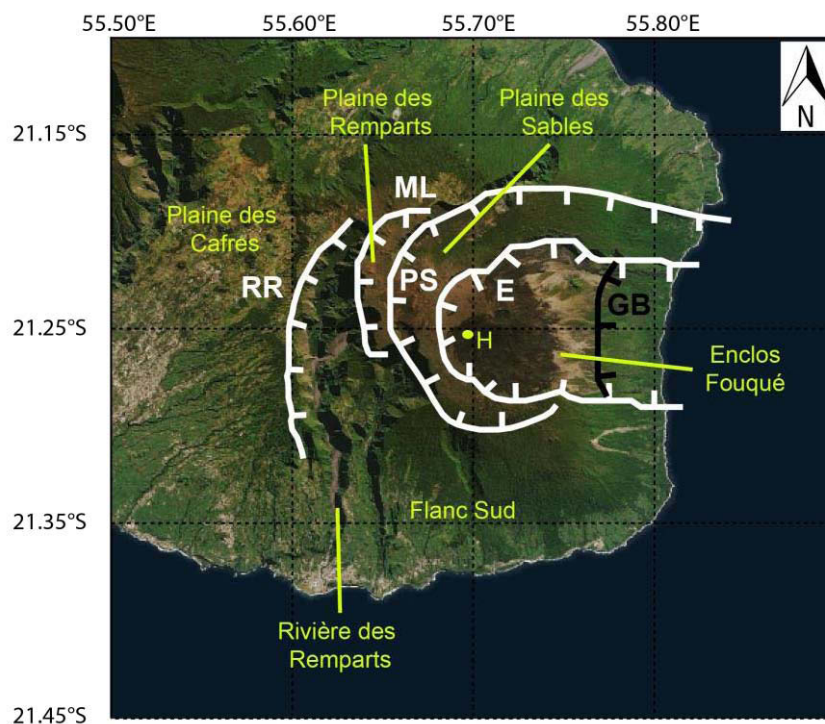 55.50°E 55.60°E 55.70°E 55.80°E
N
21.15°S
21.25°S
21.35°S
21.45°S
Plaine des
Remparts
Plaine des
Sables
ML
Plaine des
Cafres
RR
PS
E
GB
H
Enclos
Fouqué
Flanc Sud
Rivière des
Remparts